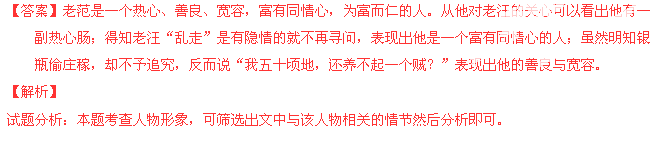 【答案】老范是一个热心、善良、宽容，富有同情心，为富而仁的人。从他对老汪的关心可以看出他有一
副热心肠；得知老汪“乱走”是有隐情的就不再寻问，表现出他是一个富有同情心的人；虽然明知银
瓶偷庄稼，却不予追究，反而说“我五十顷地，还养不起一个贼？”表现出他的善良与宽容。
【解析】
试题分析：本题考查人物形象，可筛选出文中与该人物相关的情节然后分析即可。